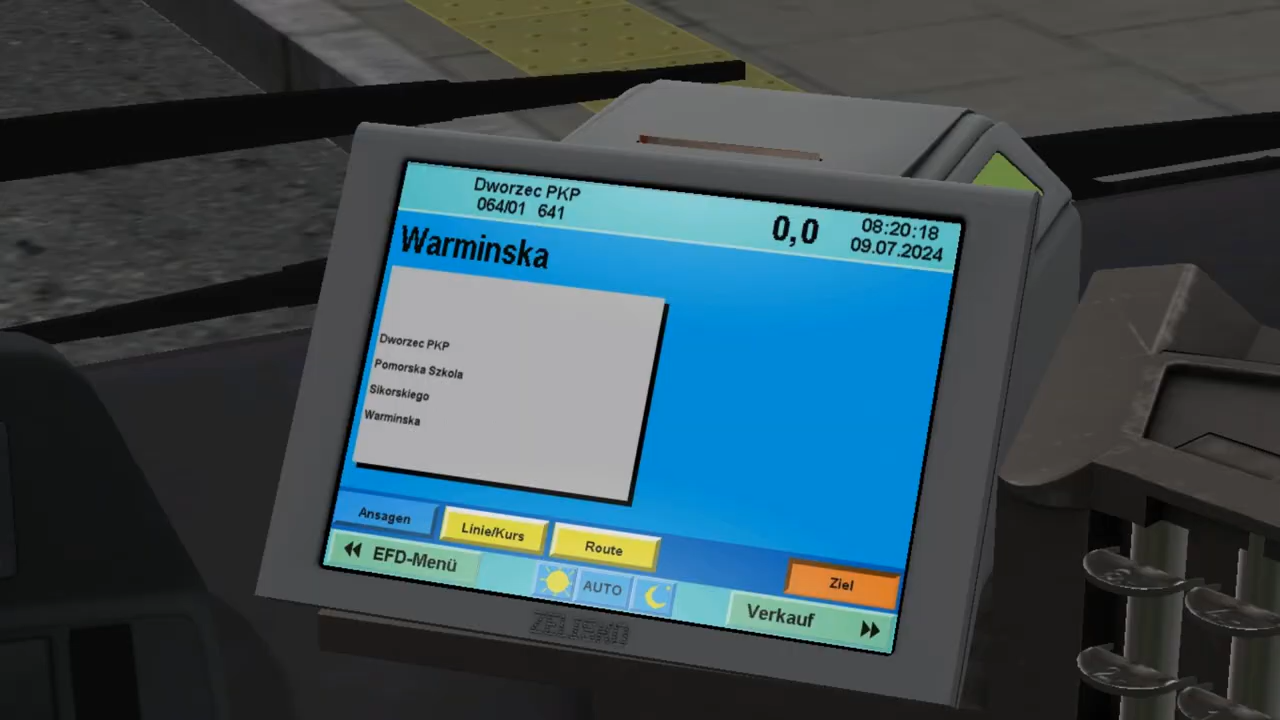 Dworzec PKP
064/01 641
0,0
08:20:18
09.07.2024
Warminska
Dworzec PKP
Pomorska Szkola
Sikorskiego
Warminska
Ansagen
Linie/Kurs
Route
Ziel
EFD-Menü
AUTO
Verkauf